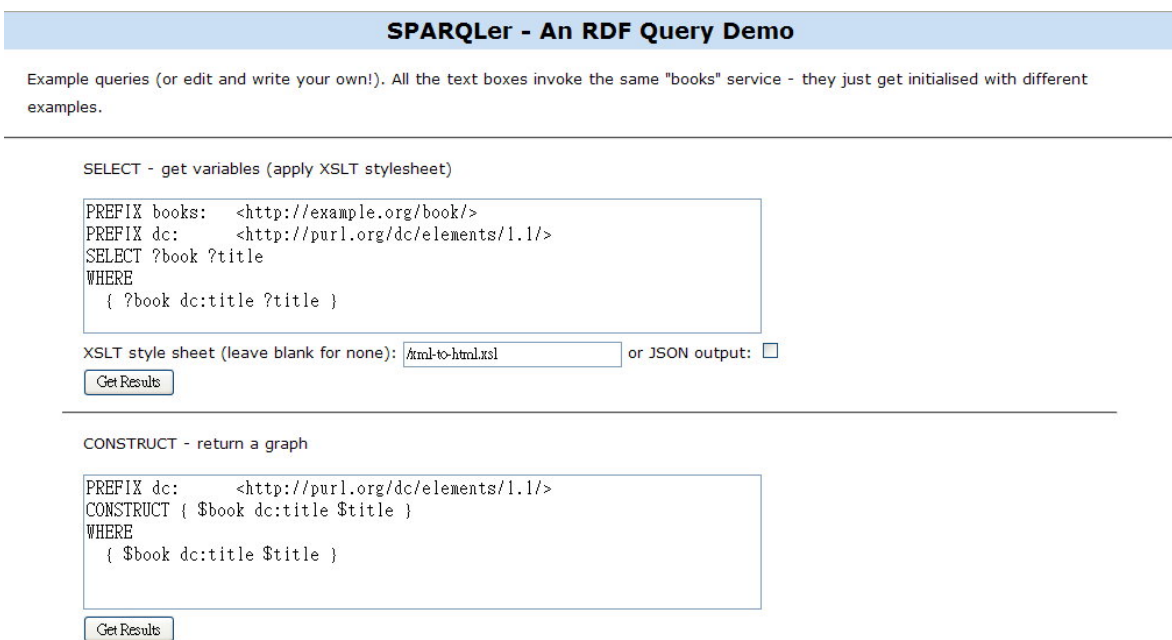 SPARQLer - An RDF Query Demo
Example queries (or edit and write your own!). All the text boxes invoke the same "books" service - they just get initialised with different
examples.
SELECT - get variables (apply XSLT stylesheet)
PREFIX books: <http://example.org/book/>
PREFIX dc: <http://purl.org/dc/elements/1.1/>
SELECT ?book ?title
WHERE
{ ?book dc:title ?title }
XSLT style sheet (leave blank for none): /xml-to-html.xsl or JSON output:
Get Results
CONSTRUCT - return a graph
PREFIX dc: <http://purl.org/dc/elements/1.1/>
CONSTRUCT { $book dc:title $title }
WHERE
{ $book dc:title $title }
Get Results